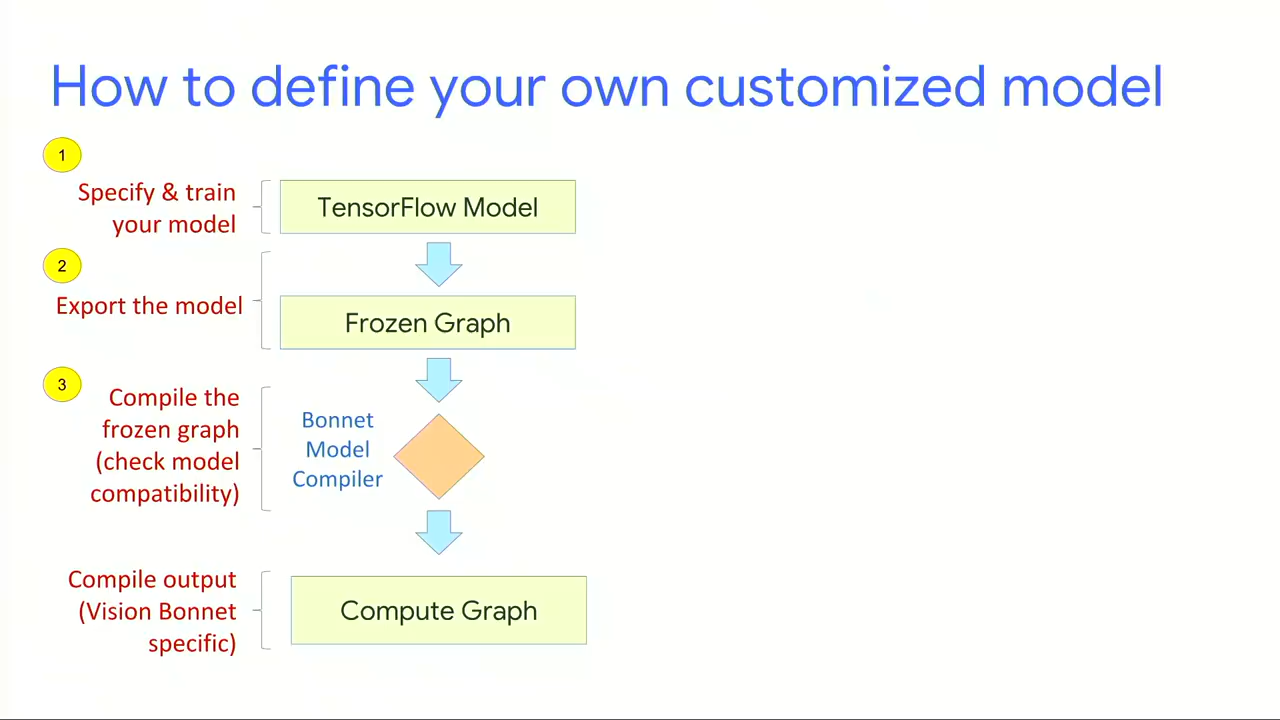 How to define your own customized model
1
Specify & train
your model
TensorFlow Model
2
Export the model
Frozen Graph
3
Compile the
frozen graph
(check model
compatibility)
Bonnet
Model
Compiler
Compile output
(Vision Bonnet
specific)
Compute Graph